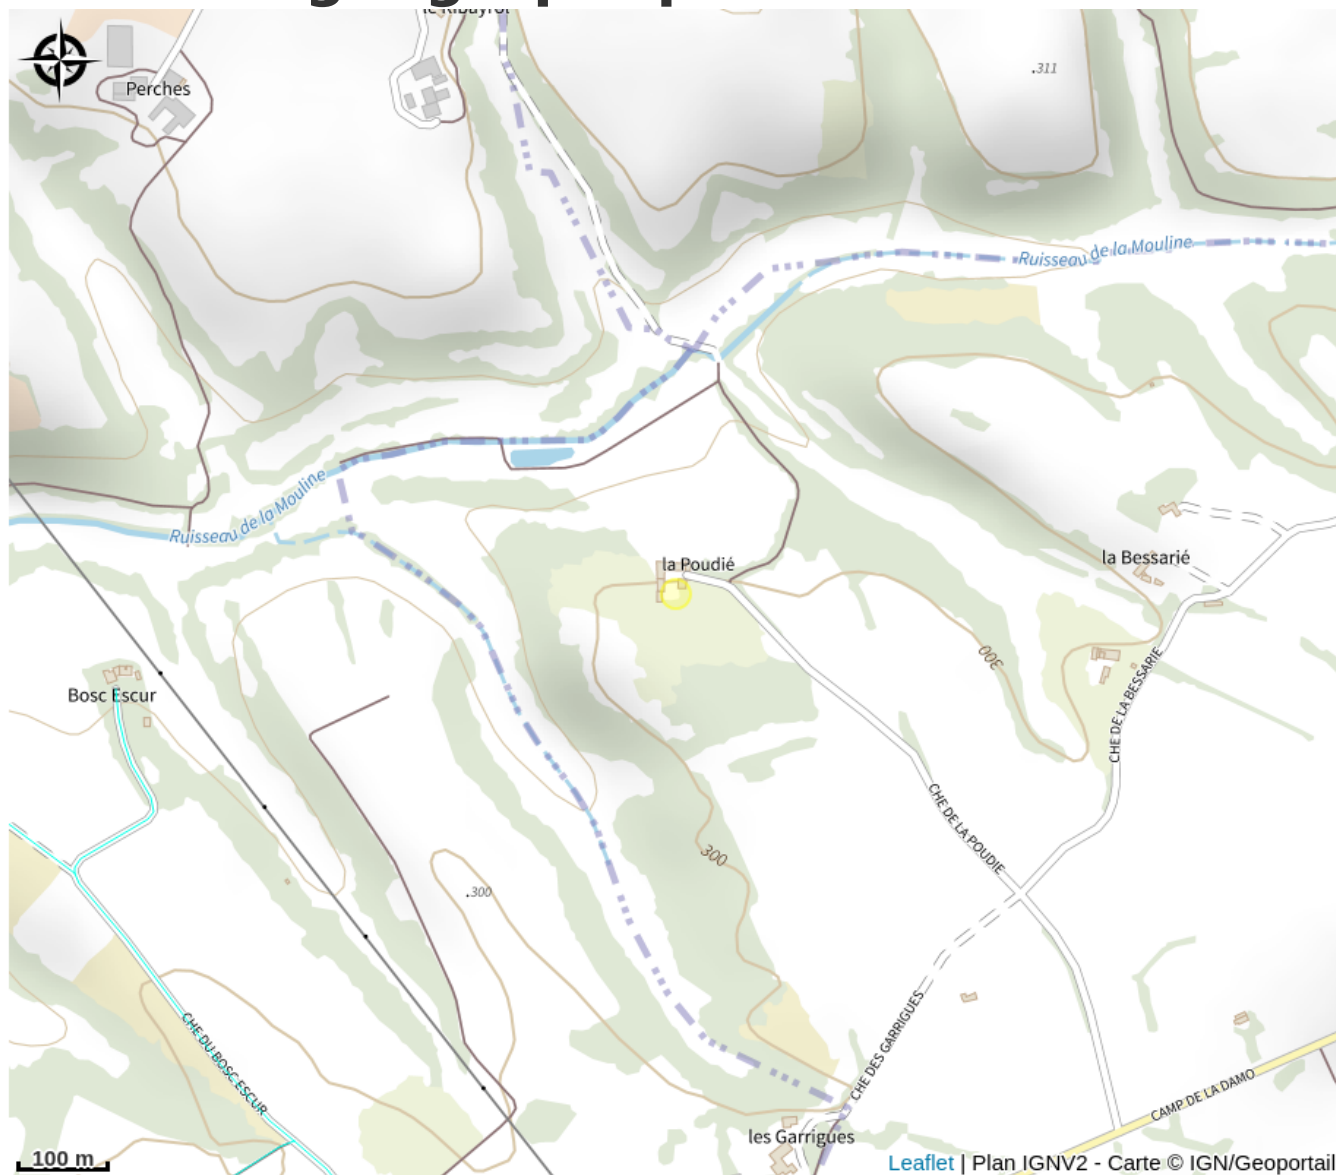 le Ribayrol
.311
Perches
Ruisseau de la Mouline
Ruisseau de la Mouline
la Poudié
la Bessarié
300
Bosc Escur
CHE DE LA BESSARIE
CHE DE LA POUDIE
300
.300
CHE DES GARRIGUES
CHE DU BOSC ESCUR
CAMP DE LA DAMO
les Garrigues
100 m
Leaflet | Plan IGNV2 - Carte © IGN/Geoportail